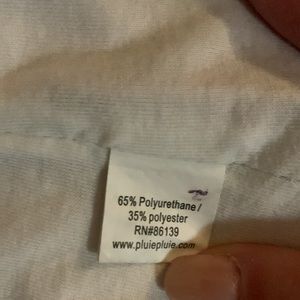 65% Polyurethane /
35% polyester
RN#86139
www.pluiepluie.com